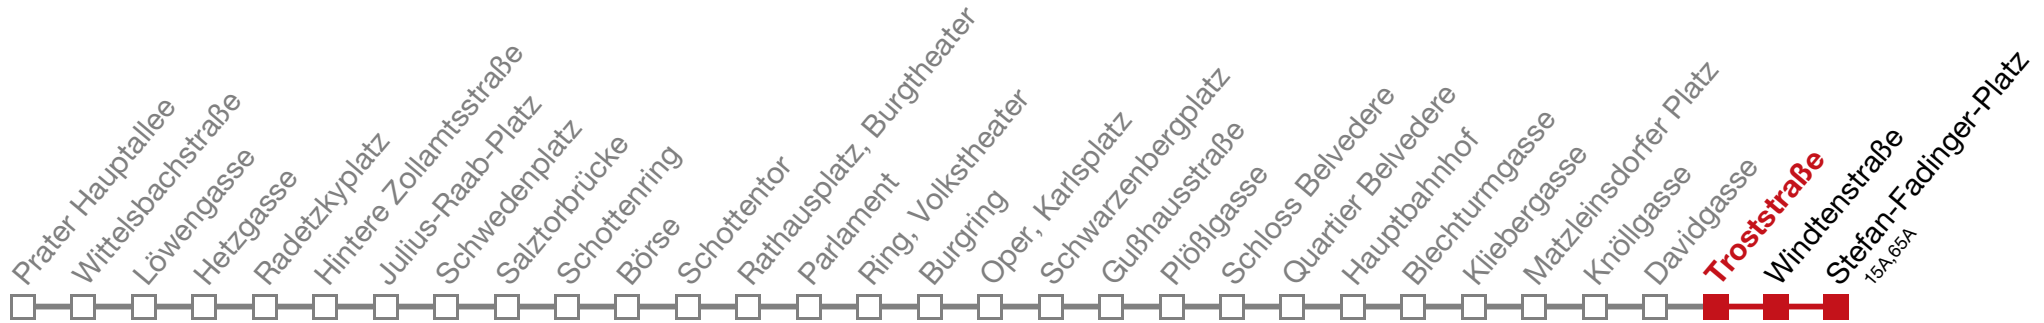 Prater Hauptallee
Wittelsbachstraße
Löwengasse
Hetzgasse
Radetzkyplatz
Hintere Zollamtsstraße
Julius-Raab-Platz
Schwedenplatz
Salztorbrücke
Schottenring
Börse
Schottentor
Rathausplatz, Burgtheater
Parlament
Ring, Volkstheater
Burgring
Oper, Karlsplatz
Schwarzenbergplatz
Gußhausstraße
Plößlgasse
Schloss Belvedere
Quartier Belvedere
Hauptbahnhof
Blechturmgasse
Kliebergasse
Matzleinsdorfer Platz
Knöllgasse
Davidgasse
Troststraße
Windtenstraße
Stefan-Fadinger-Platz
15A,65A